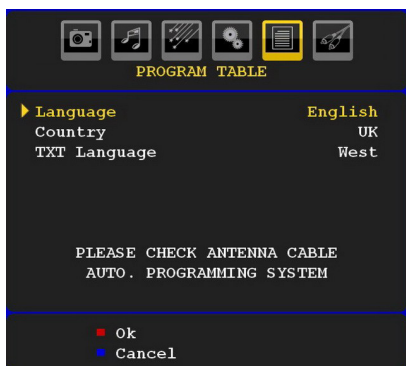 PROGRAM TABLE
Language English
Country UK
TXT Language West
PLEASE CHECK ANTENNA CABLE
AUTO. PROGRAMMING SYSTEM
Ok
Cancel